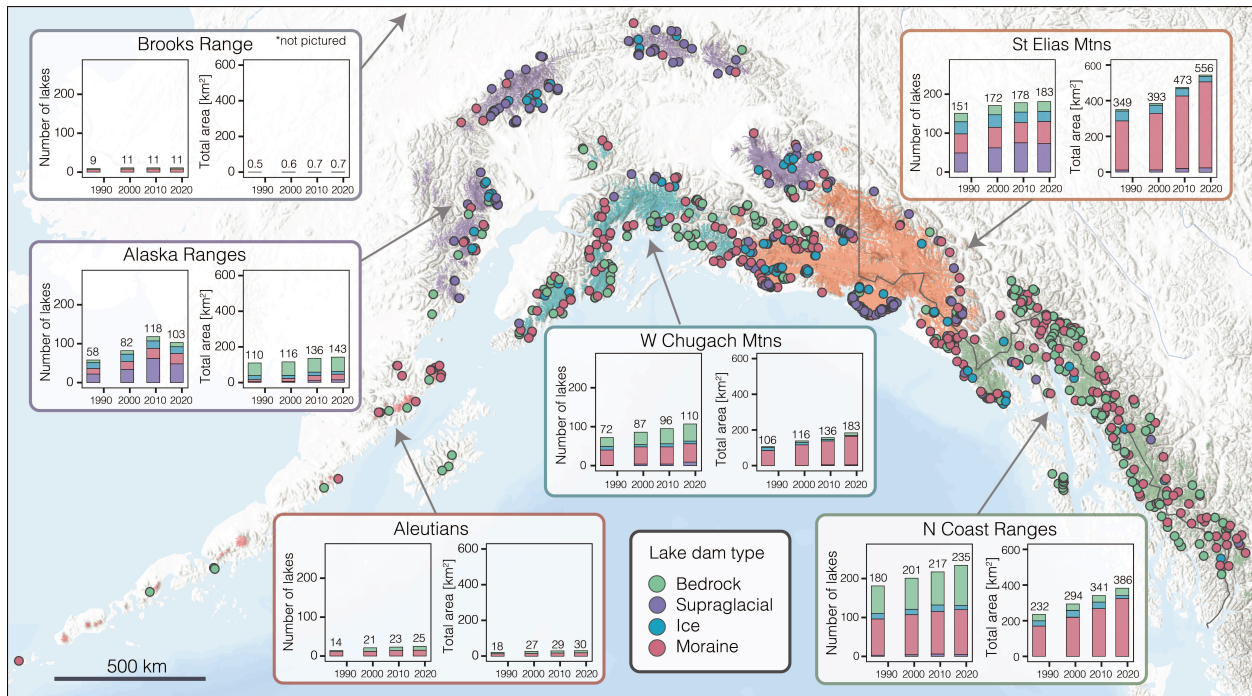 Brooks Range *not pictured
Number of lakes
200
100
0
9 11 11 11
1990 2000 2010 2020
Total area [km²]
600
400
200
0
0.5 0.6 0.7 0.7
1990 2000 2010 2020
St Elias Mtns
Number of lakes
200
100
0
151 172 178 183
1990 2000 2010 2020
Total area [km²]
600
400
200
0
349 393 473 556
1990 2000 2010 2020
Alaska Ranges
Number of lakes
200
100
0
58 82 118 103
1990 2000 2010 2020
Total area [km²]
600
400
200
0
110 116 136 143
1990 2000 2010 2020
W Chugach Mtns
Number of lakes
200
100
0
72 87 96 110
1990 2000 2010 2020
Total area [km²]
600
400
200
0
106 116 136 183
1990 2000 2010 2020
Aleutians
Number of lakes
200
100
0
14 21 23 25
1990 2000 2010 2020
Total area [km²]
600
400
200
0
18 27 29 30
1990 2000 2010 2020
Lake dam type
Bedrock
Supraglacial
Ice
Moraine
N Coast Ranges
Number of lakes
200
100
0
180 201 217 235
1990 2000 2010 2020
Total area [km²]
600
400
200
0
232 294 341 386
1990 2000 2010 2020
500 km